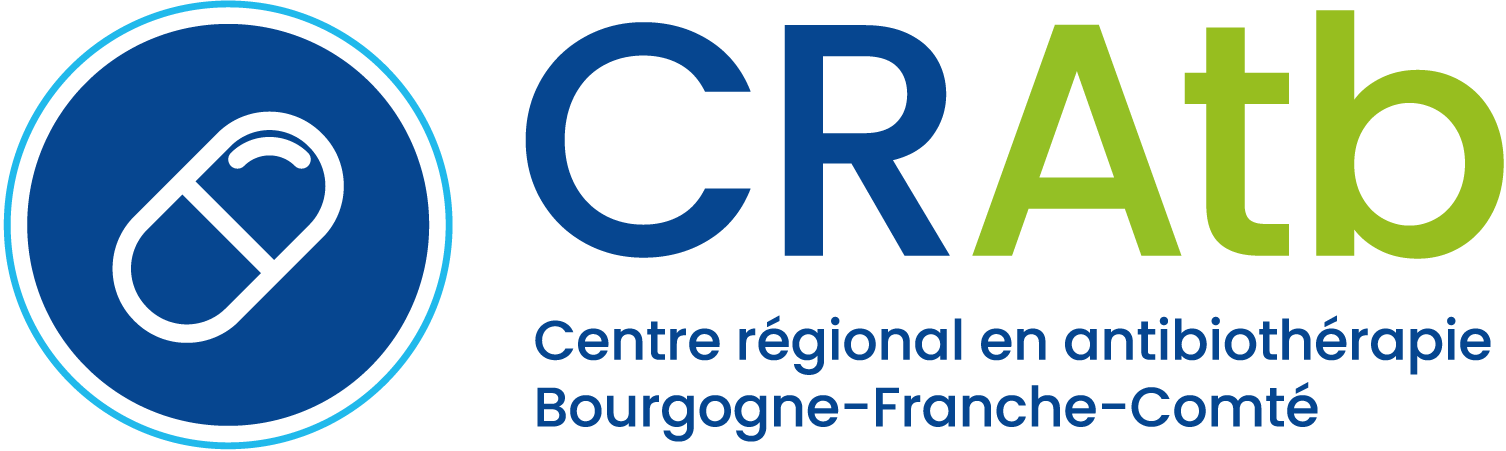 CRAtb
Centre régional en antibiothérapie
Bourgogne-Franche-Comté